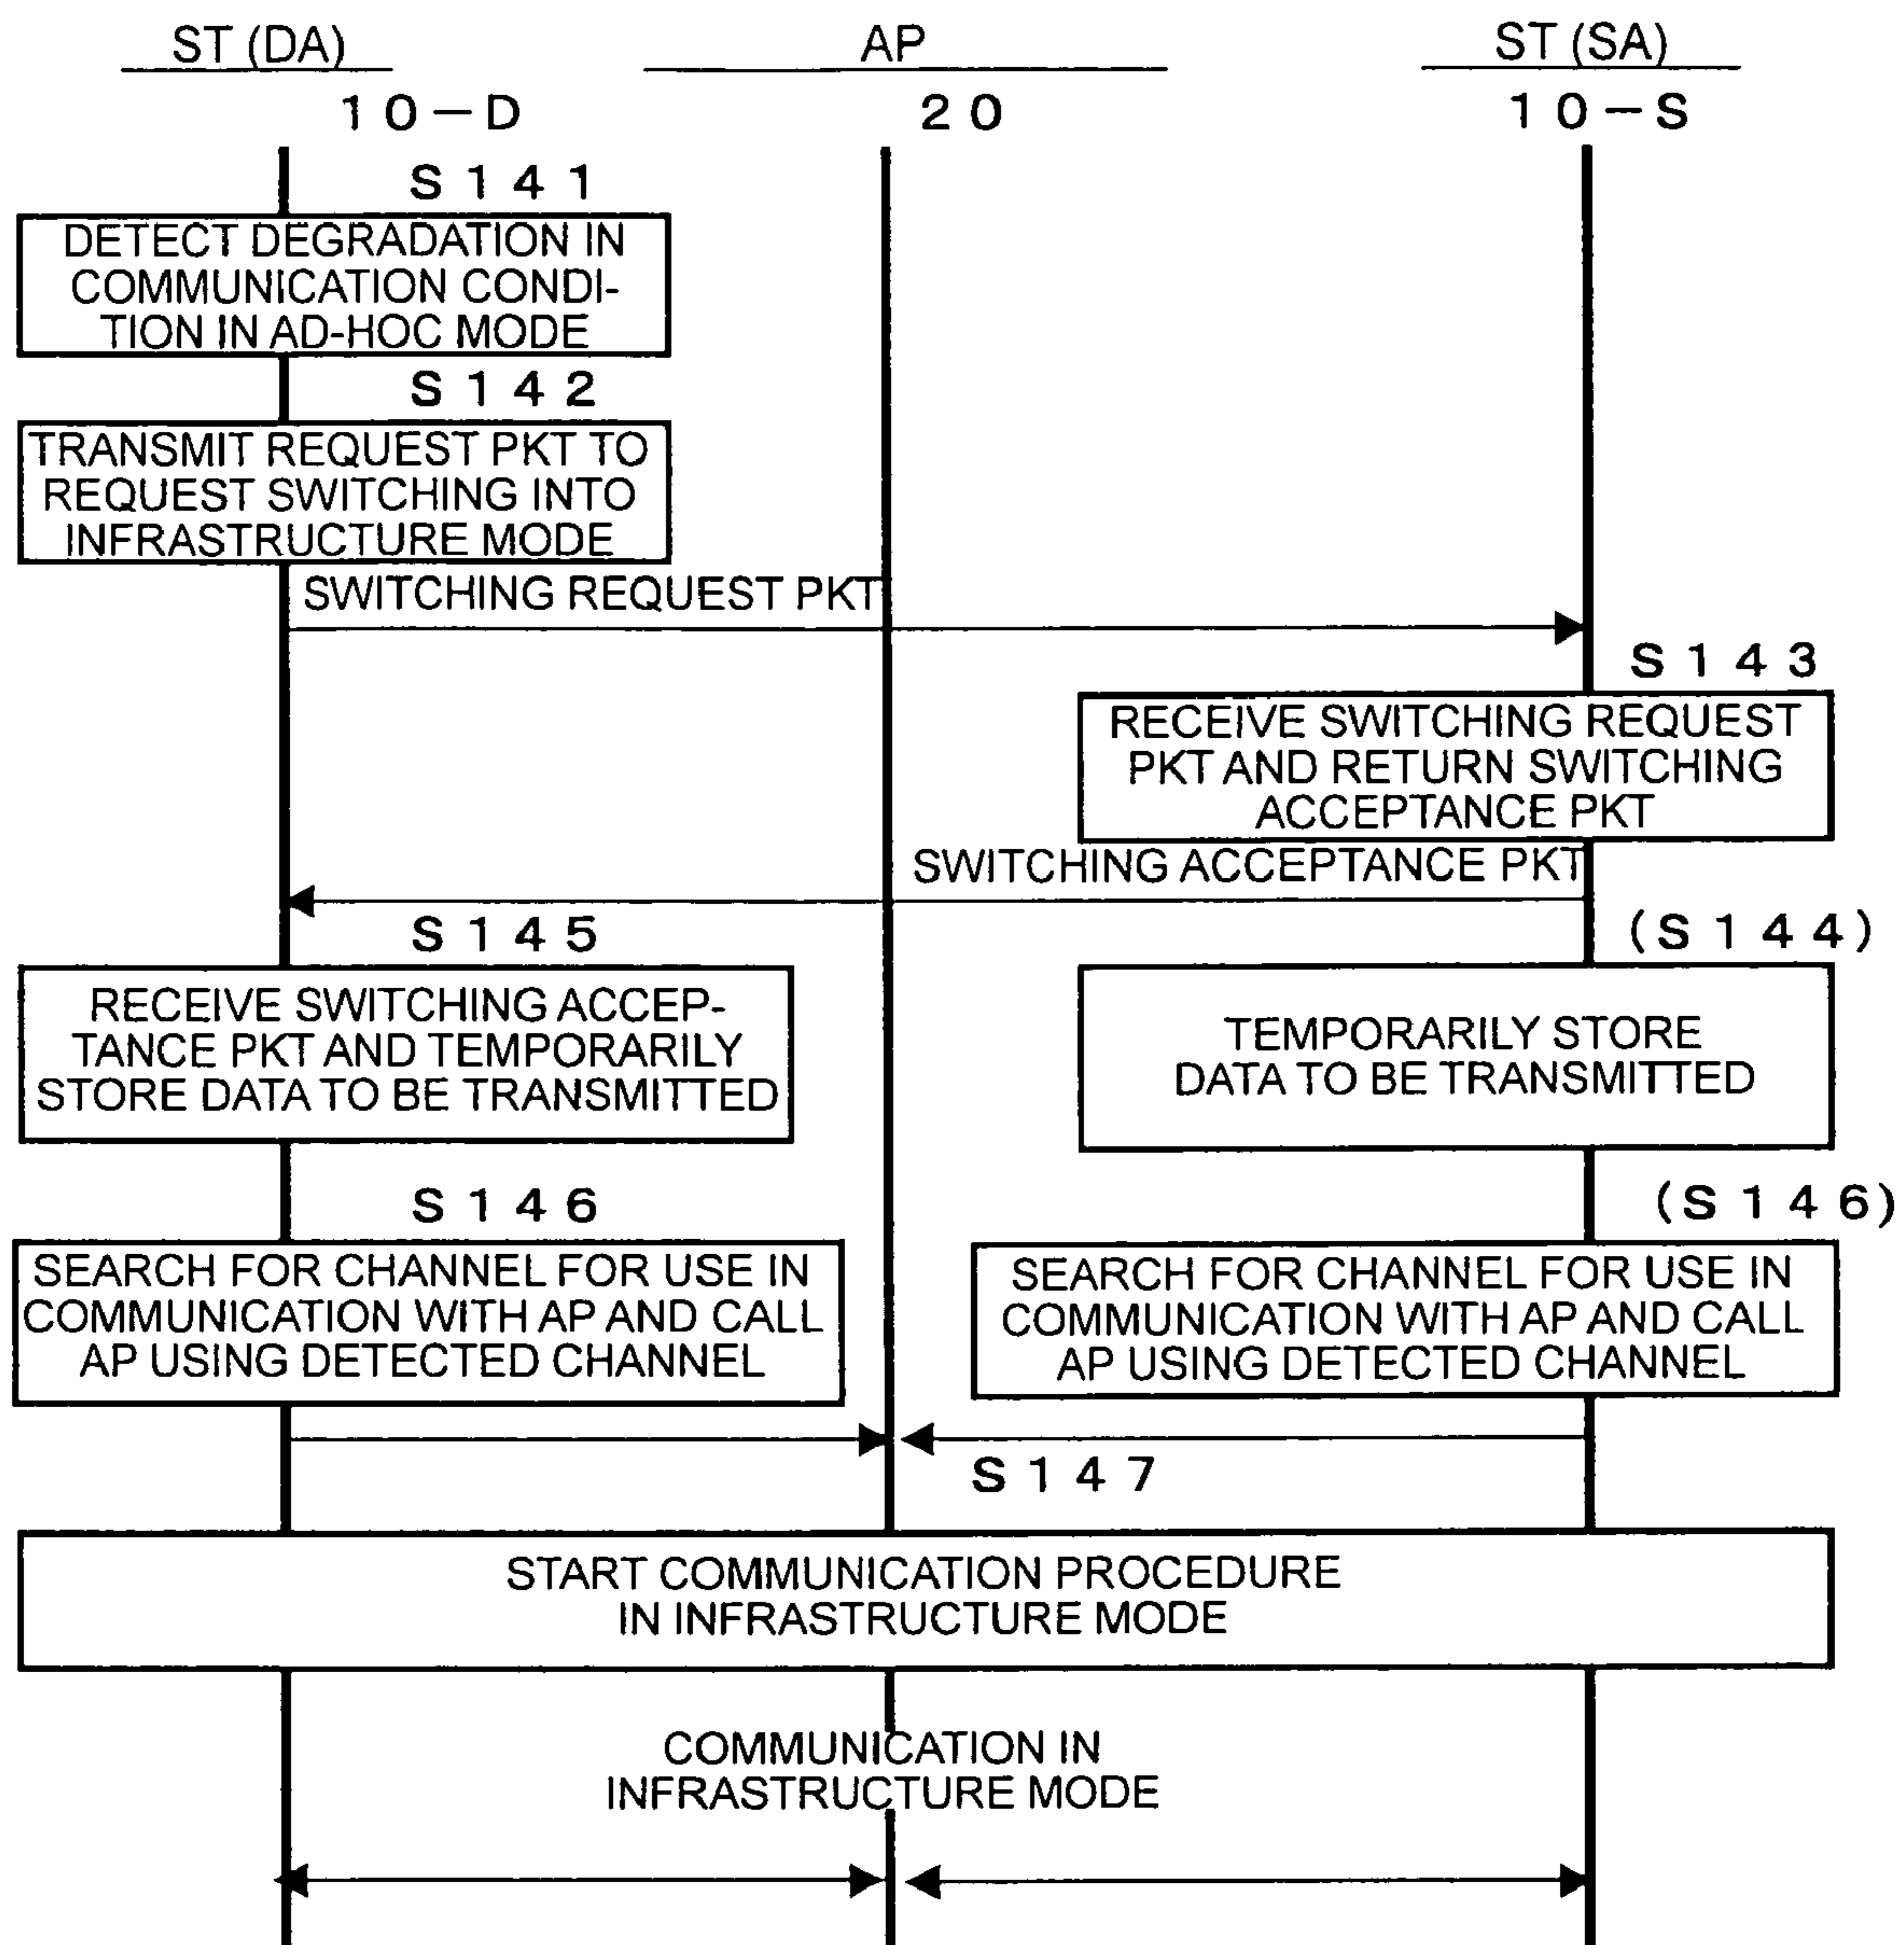 ST (DA)
AP
ST (SA)
10-D
20
10-S
S141
DETECT DEGRADATION IN
COMMUNICATION CONDI-
TION IN AD-HOC MODE
S142
TRANSMIT REQUEST PKT TO
REQUEST SWITCHING INTO
INFRASTRUCTURE MODE
SWITCHING REQUEST PKT
S143
RECEIVE SWITCHING REQUEST
PKT AND RETURN SWITCHING
ACCEPTANCE PKT
SWITCHING ACCEPTANCE PKT
S145
(S144)
RECEIVE SWITCHING ACCEP-
TANCE PKT AND TEMPORARILY
STORE DATA TO BE TRANSMITTED
TEMPORARILY STORE
DATA TO BE TRANSMITTED
S146
(S146)
SEARCH FOR CHANNEL FOR USE IN
COMMUNICATION WITH AP AND CALL
AP USING DETECTED CHANNEL
SEARCH FOR CHANNEL FOR USE IN
COMMUNICATION WITH AP AND CALL
AP USING DETECTED CHANNEL
S147
START COMMUNICATION PROCEDURE
IN INFRASTRUCTURE MODE
COMMUNICATION IN
INFRASTRUCTURE MODE